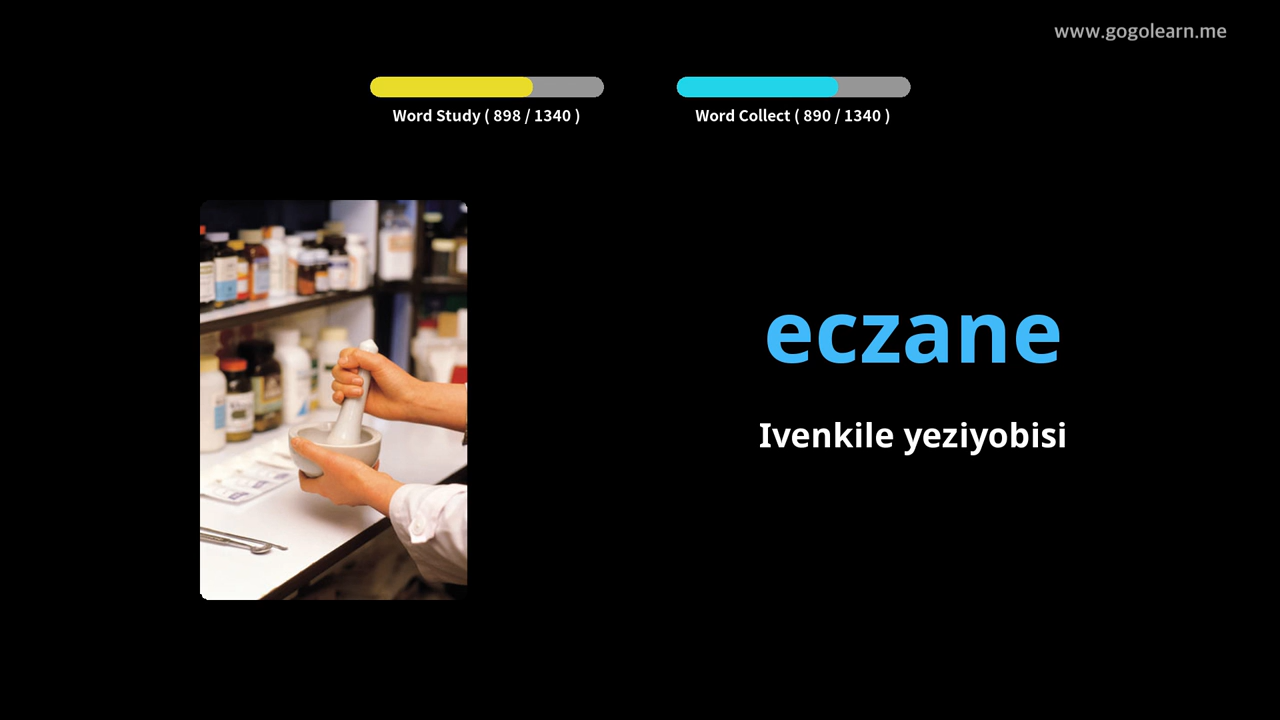 www.gogolearn.me
Word Study ( 898 / 1340 )
Word Collect ( 890 / 1340 )
eczane
Ivenkile yeziyobisi